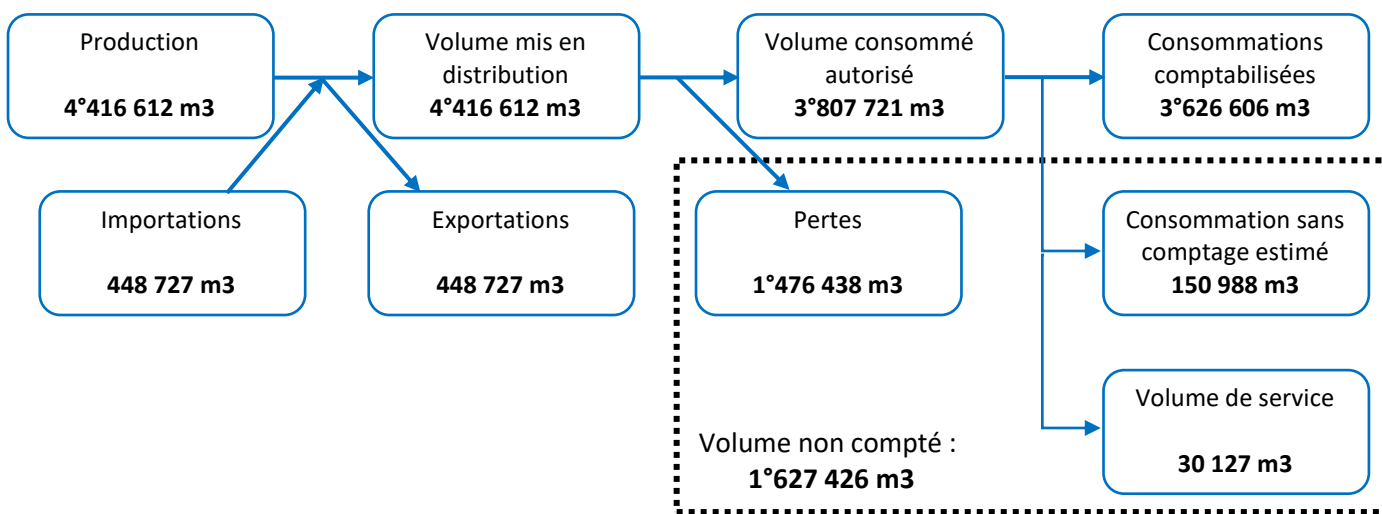 Production
4°416 612 m3
Volume mis en
distribution
4°416 612 m3
Volume consommé
autorisé
3°807 721 m3
Consommations
comptabilisées
3°626 606 m3
Importations
448 727 m3
Exportations
448 727 m3
Pertes
1°476 438 m3
Consommation sans
comptage estimé
150 988 m3
Volume de service
30 127 m3
Volume non compté :
1°627 426 m3